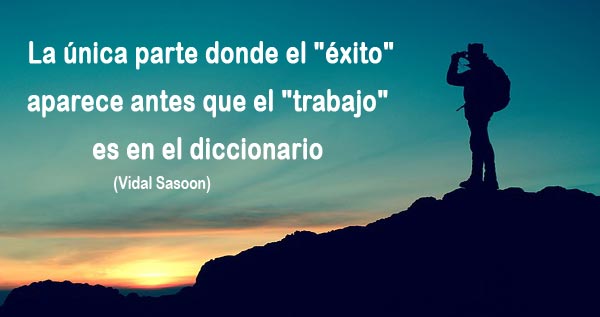 La única parte donde el "éxito"
aparece antes que el "trabajo"
es en el diccionario
(Vidal Sasoon)